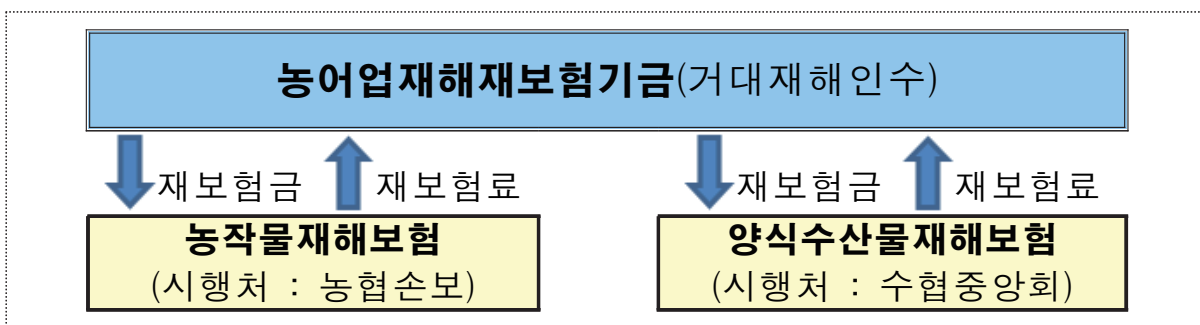 농어업재해재보험기금(거대재해인수)
재보험금 재보험료 재보험금 재보험료
농작물재해보험
(시행처 : 농협손보)
양식수산물재해보험
(시행처 : 수협중앙회)